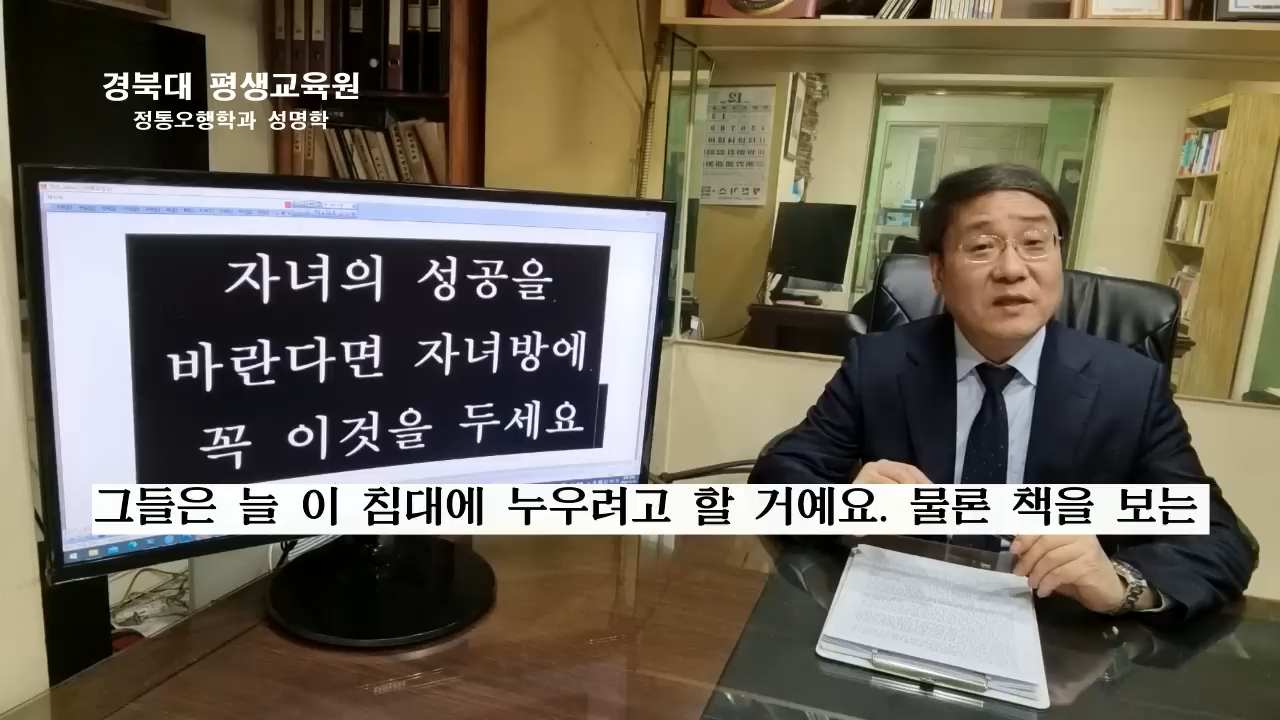 경북대 평생교육원
정통오행학과 성명학
자녀의 성공을
바란다면 자녀방에
꼭 이것을 두세요
그들은 늘 이 침대에 누우려고 할 거예요. 물론 책을 보는